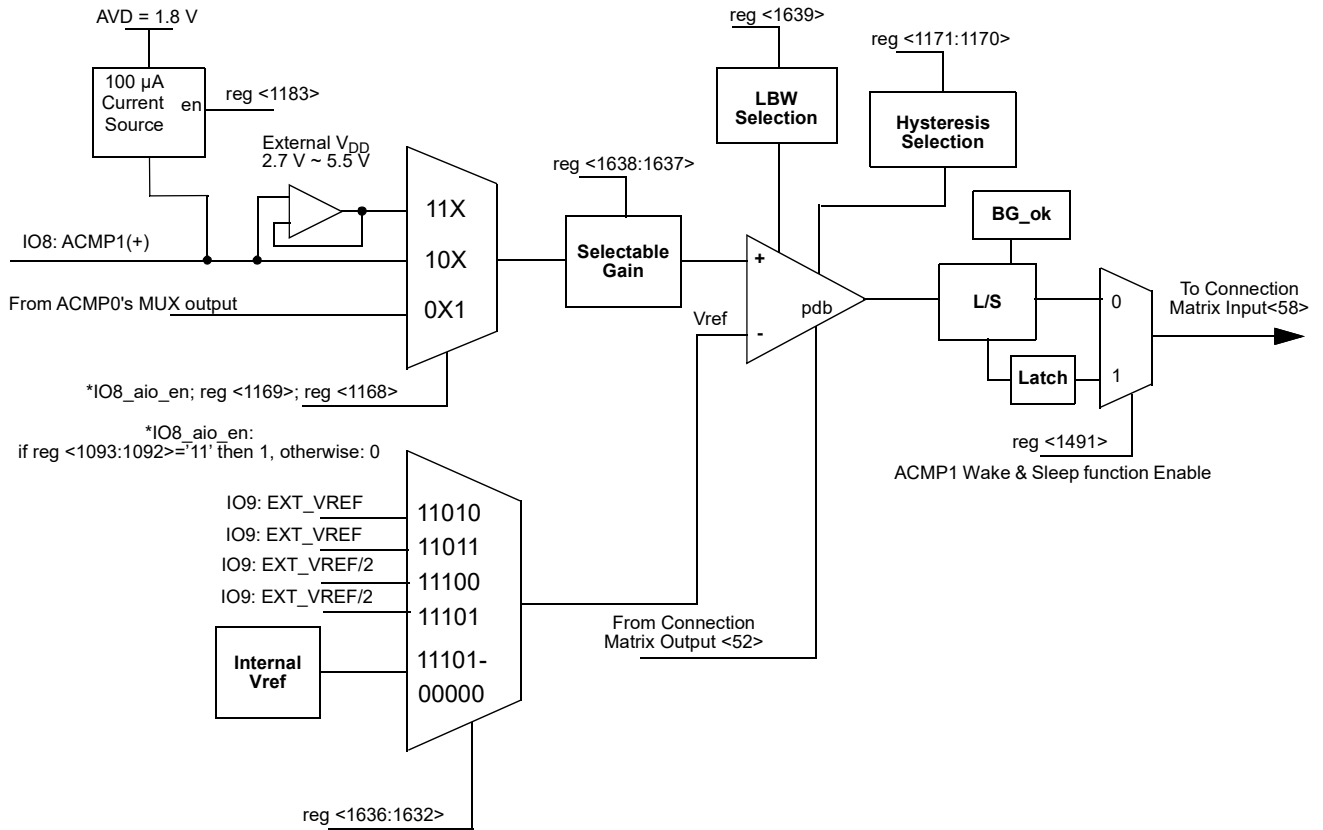 AVD = 1.8 V
100 µA
Current
Source
en
reg <1183>
External VDD
2.7 V ~ 5.5 V
IO8: ACMP1(+)
From ACMP0's MUX output
11X
10X
0X1
*IO8_aio_en; reg <1169>; reg <1168>
*IO8_aio_en:
if reg <1093:1092>='11' then 1, otherwise: 0
reg <1638:1637>
Selectable
Gain
reg <1639>
LBW
Selection
reg <1171:1170>
Hysteresis
Selection
+
-
pdb
Vref
BG_ok
L/S
Latch
0
1
To Connection
Matrix Input<58>
reg <1491>
ACMP1 Wake & Sleep function Enable
IO9: EXT_VREF
IO9: EXT_VREF
IO9: EXT_VREF/2
IO9: EXT_VREF/2
Internal
Vref
11010
11011
11100
11101
11101-
00000
From Connection
Matrix Output <52>
reg <1636:1632>